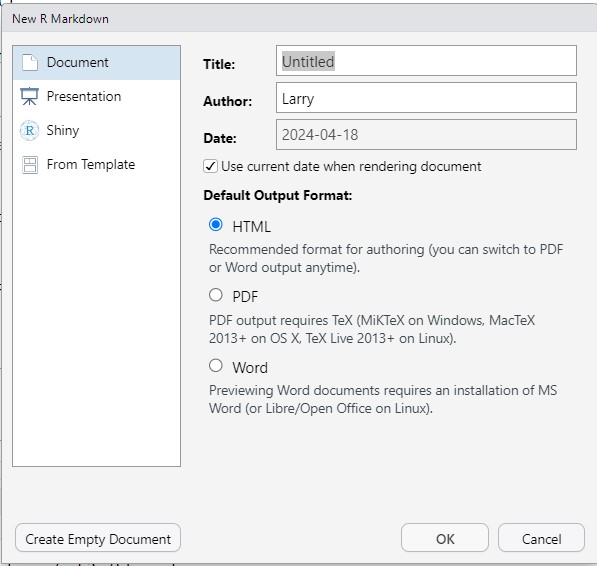 New R Markdown
Document
Presentation
R Shiny
From Template
Title: Untitled
Author: Larry
Date: 2024-04-18
Use current date when rendering document
Default Output Format:
HTML
Recommended format for authoring (you can switch to PDF
or Word output anytime).
PDF
PDF output requires TeX (MiKTeX on Windows, MacTeX
2013+ on OS X, TeX Live 2013+ on Linux).
Word
Previewing Word documents requires an installation of MS
Word (or Libre/Open Office on Linux).
Create Empty Document OK Cancel